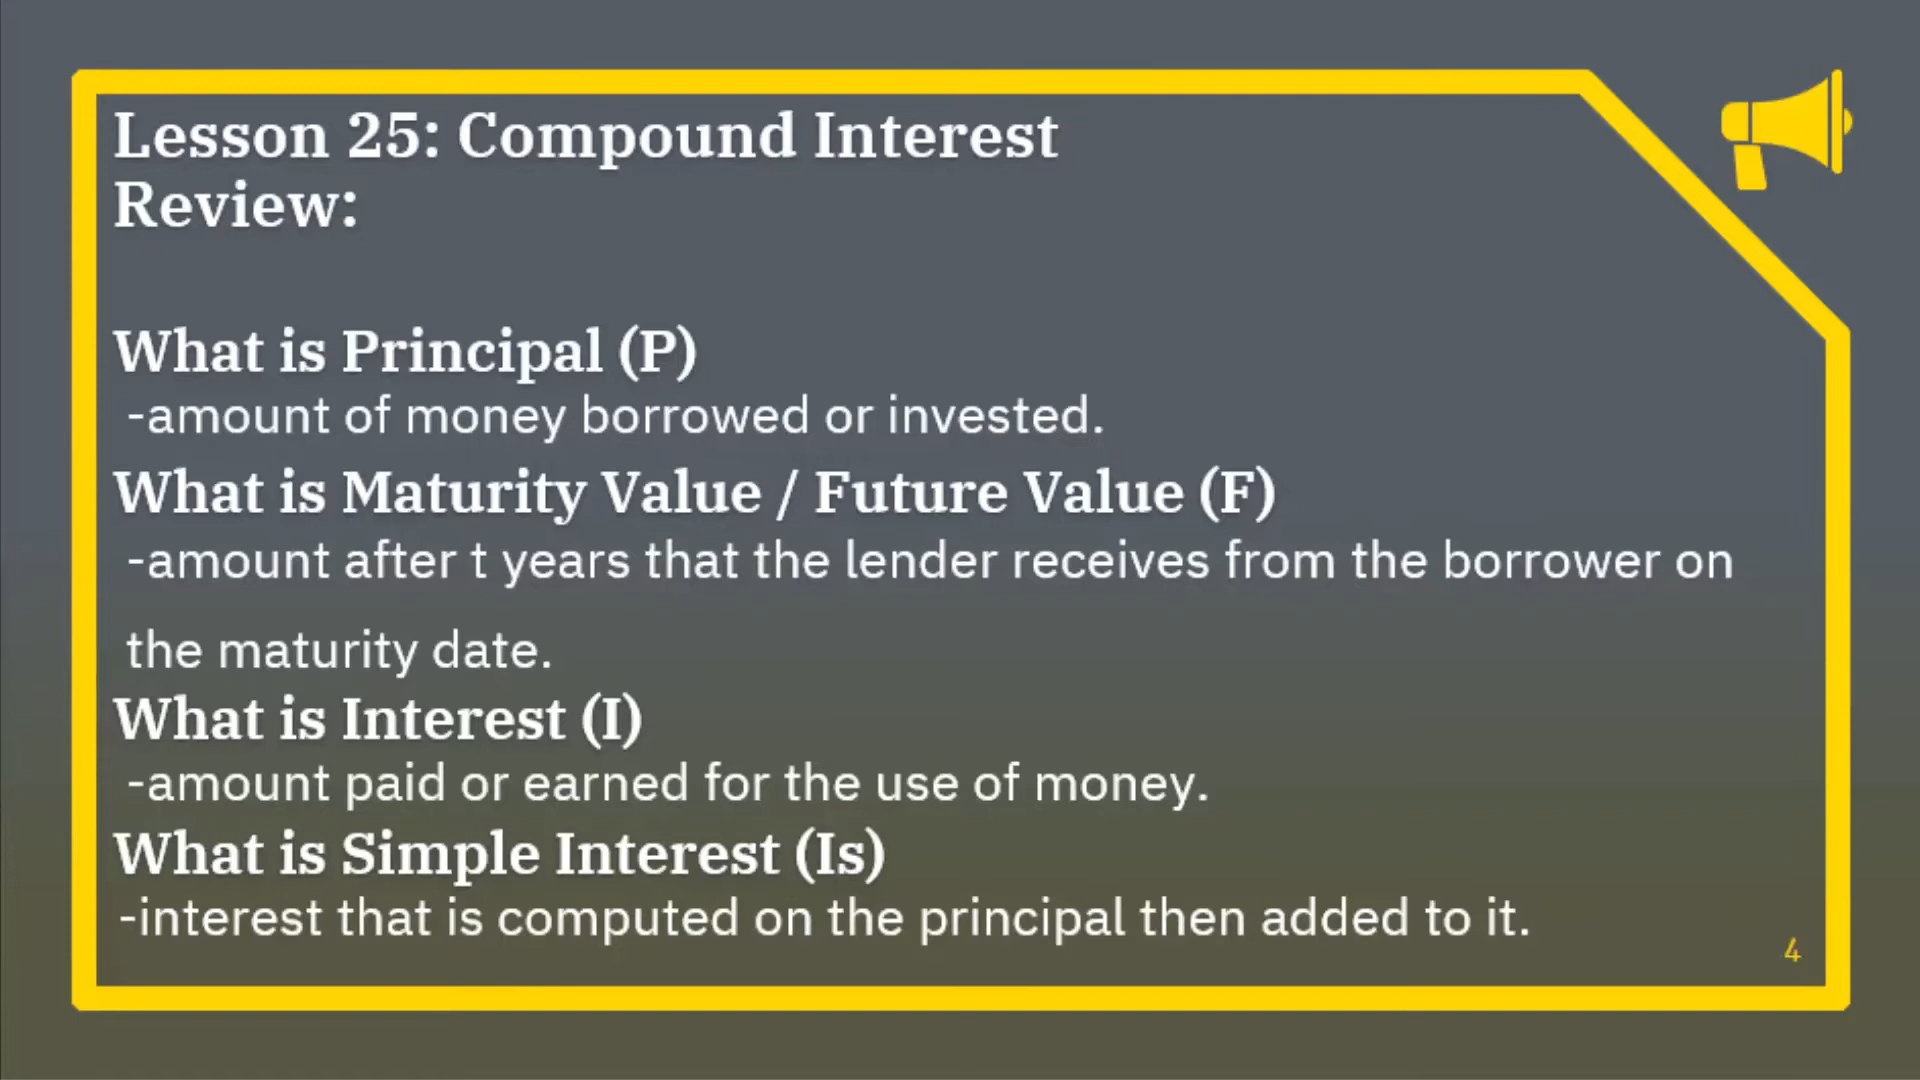 Lesson 25: Compound Interest
Review:
What is Principal (P)
-amount of money borrowed or invested.
What is Maturity Value / Future Value (F)
-amount after t years that the lender receives from the borrower on
the maturity date.
What is Interest (I)
-amount paid or earned for the use of money.
What is Simple Interest (Is)
-interest that is computed on the principal then added to it.
4